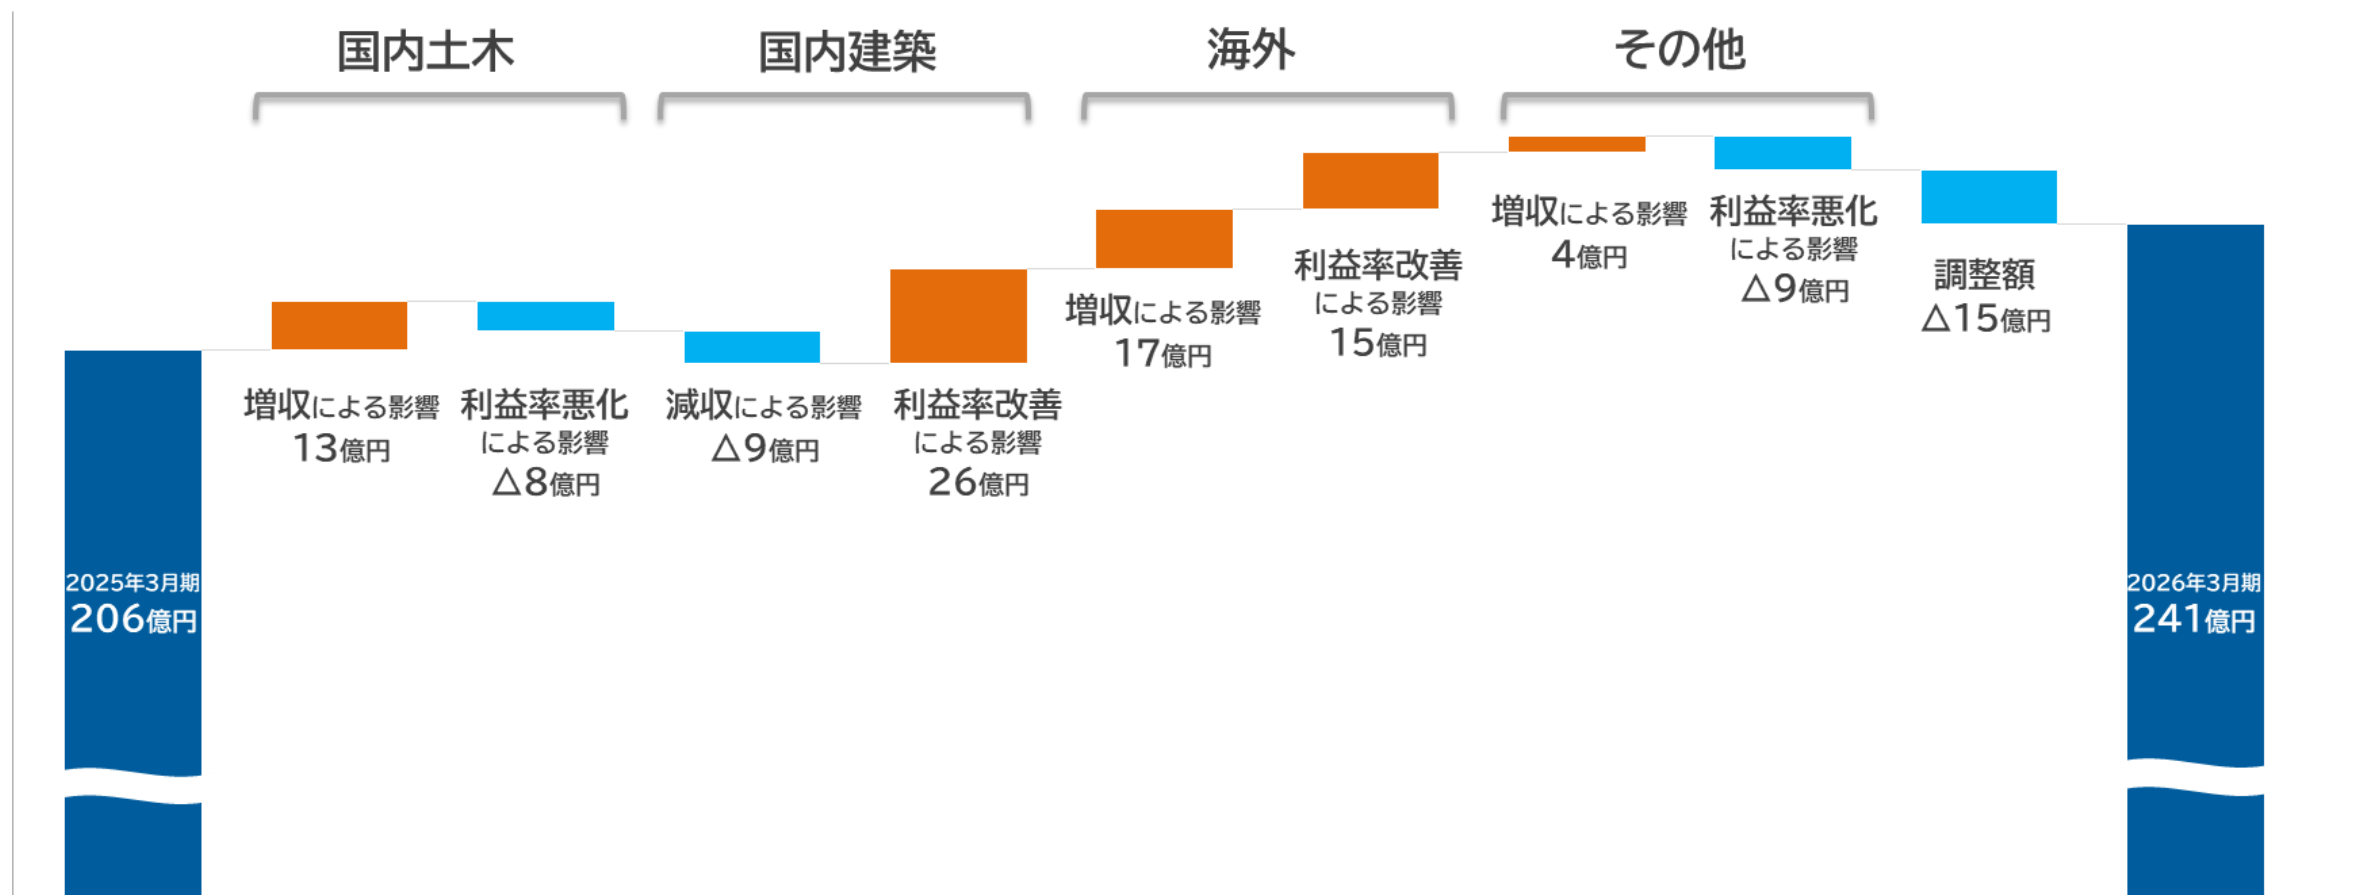 国内土木
国内建築
海外
その他
増収による影響
13億円
利益率悪化
による影響
△8億円
減収による影響
△9億円
利益率改善
による影響
26億円
増収による影響
17億円
利益率改善
による影響
15億円
増収による影響
4億円
利益率悪化
による影響
△9億円
調整額
△15億円
2025年3月期
206億円
2026年3月期
241億円